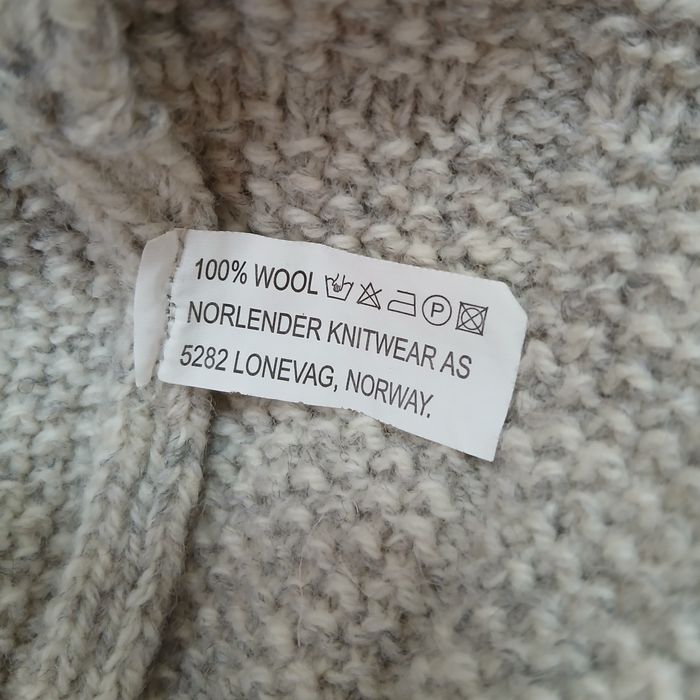 100% WOOL P
NORLENDER KNITWEAR AS
5282 LONEVAG, NORWAY.